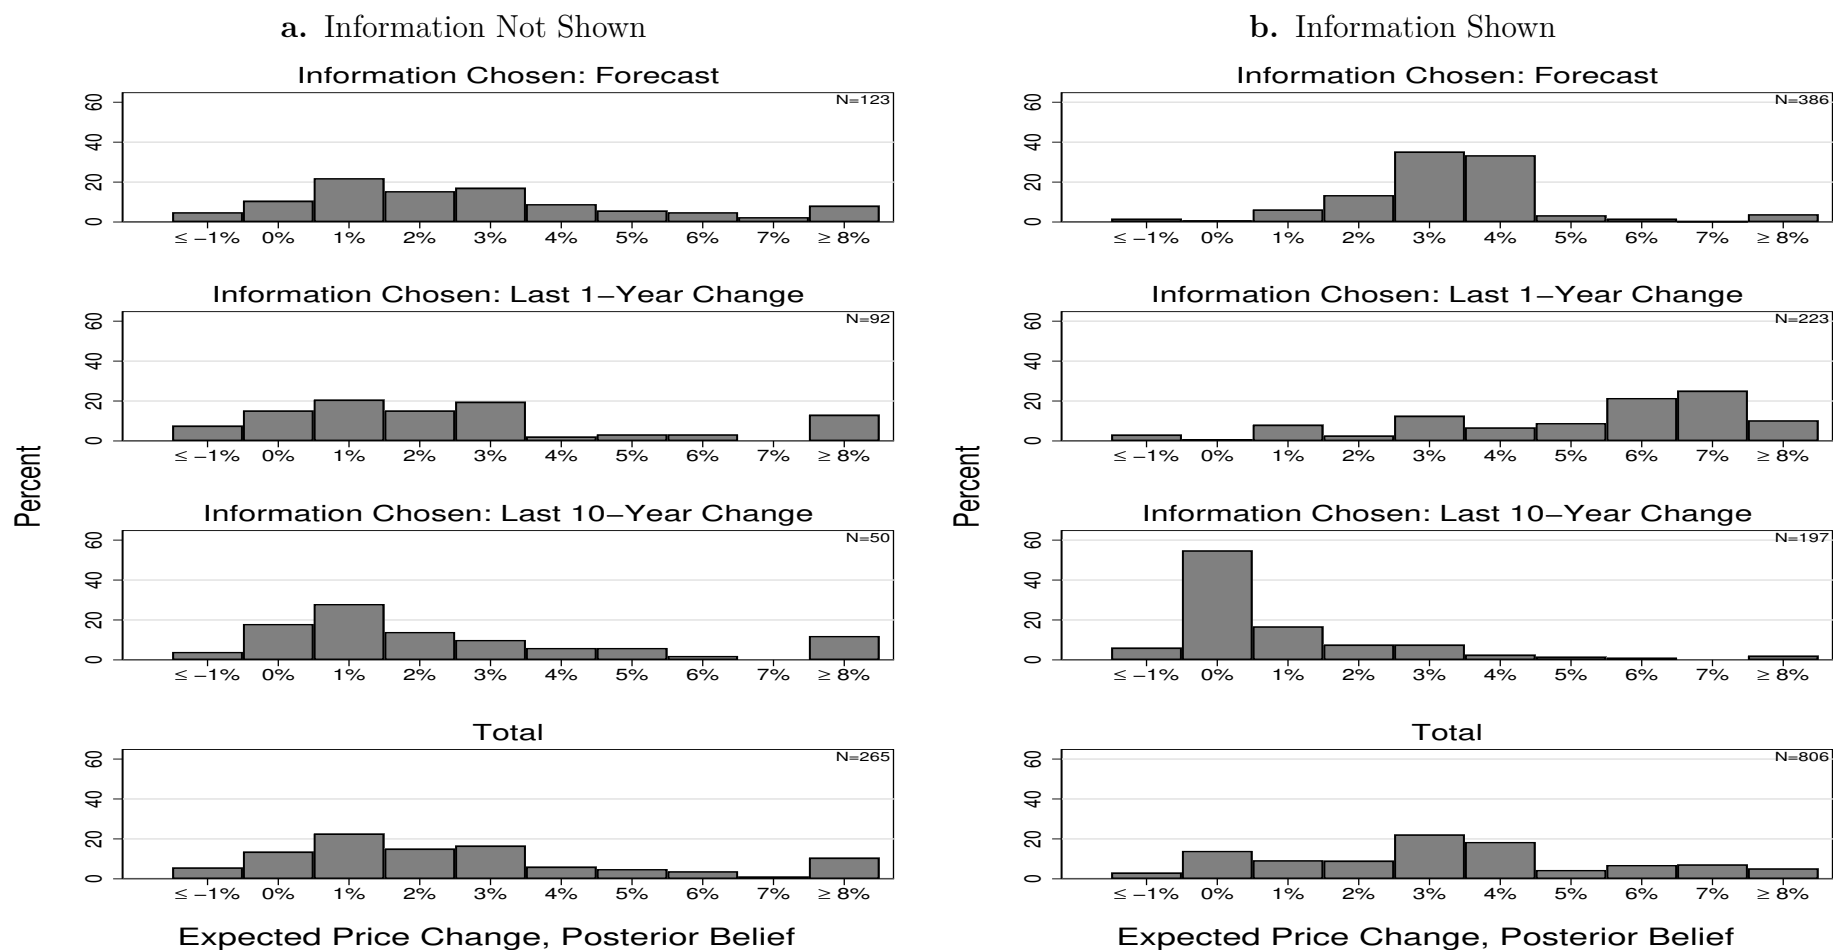 a. Information Not Shown
Information Chosen: Forecast
N=123
60
40
20
0
≤ −1% 0% 1% 2% 3% 4% 5% 6% 7% ≥ 8%
Information Chosen: Last 1−Year Change
N=92
60
40
20
0
≤ −1% 0% 1% 2% 3% 4% 5% 6% 7% ≥ 8%
Percent
Information Chosen: Last 10−Year Change
N=50
60
40
20
0
≤ −1% 0% 1% 2% 3% 4% 5% 6% 7% ≥ 8%
Total
N=265
60
40
20
0
≤ −1% 0% 1% 2% 3% 4% 5% 6% 7% ≥ 8%
Expected Price Change, Posterior Belief
b. Information Shown
Information Chosen: Forecast
N=386
60
40
20
0
≤ −1% 0% 1% 2% 3% 4% 5% 6% 7% ≥ 8%
Information Chosen: Last 1−Year Change
N=223
60
40
20
0
≤ −1% 0% 1% 2% 3% 4% 5% 6% 7% ≥ 8%
Percent
Information Chosen: Last 10−Year Change
N=197
60
40
20
0
≤ −1% 0% 1% 2% 3% 4% 5% 6% 7% ≥ 8%
Total
N=806
60
40
20
0
≤ −1% 0% 1% 2% 3% 4% 5% 6% 7% ≥ 8%
Expected Price Change, Posterior Belief